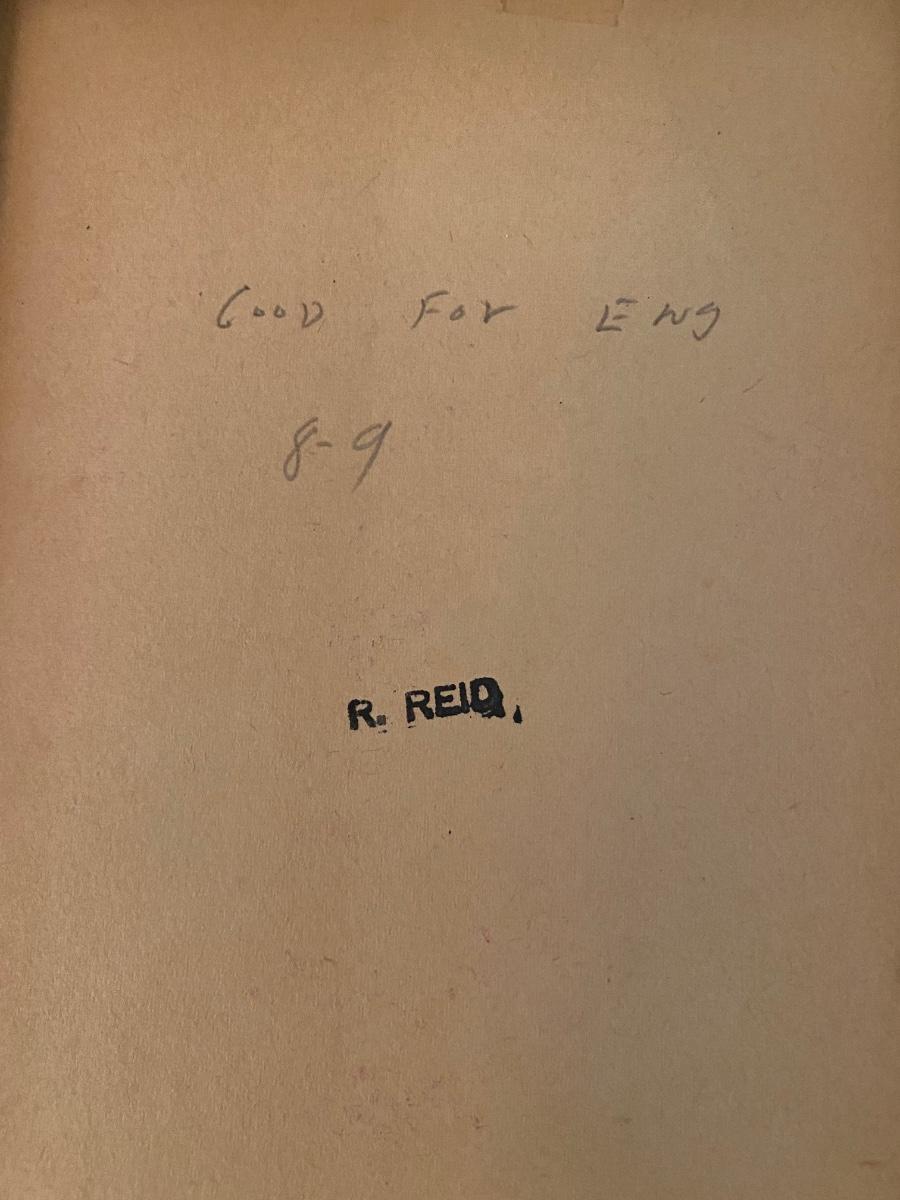 GOOD For Eng
8-9
R. REID,